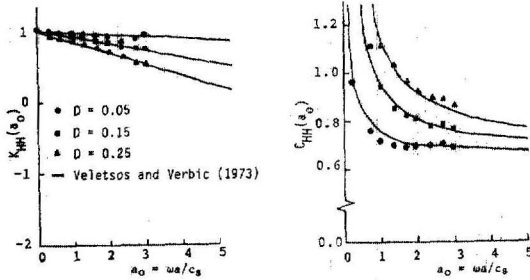 1
0
-1
-2
K_HH(a_o)
● D = 0.05
■ D = 0.15
▲ D = 0.25
— Veletsos and Verbic (1973)
0 1 2 3 4 5
a_o = ωa/c_s
1.2
1.0
0.8
0.6
0.0
C_HH(a_o)
0 1 2 3 4 5
a_o = ωa/c_s